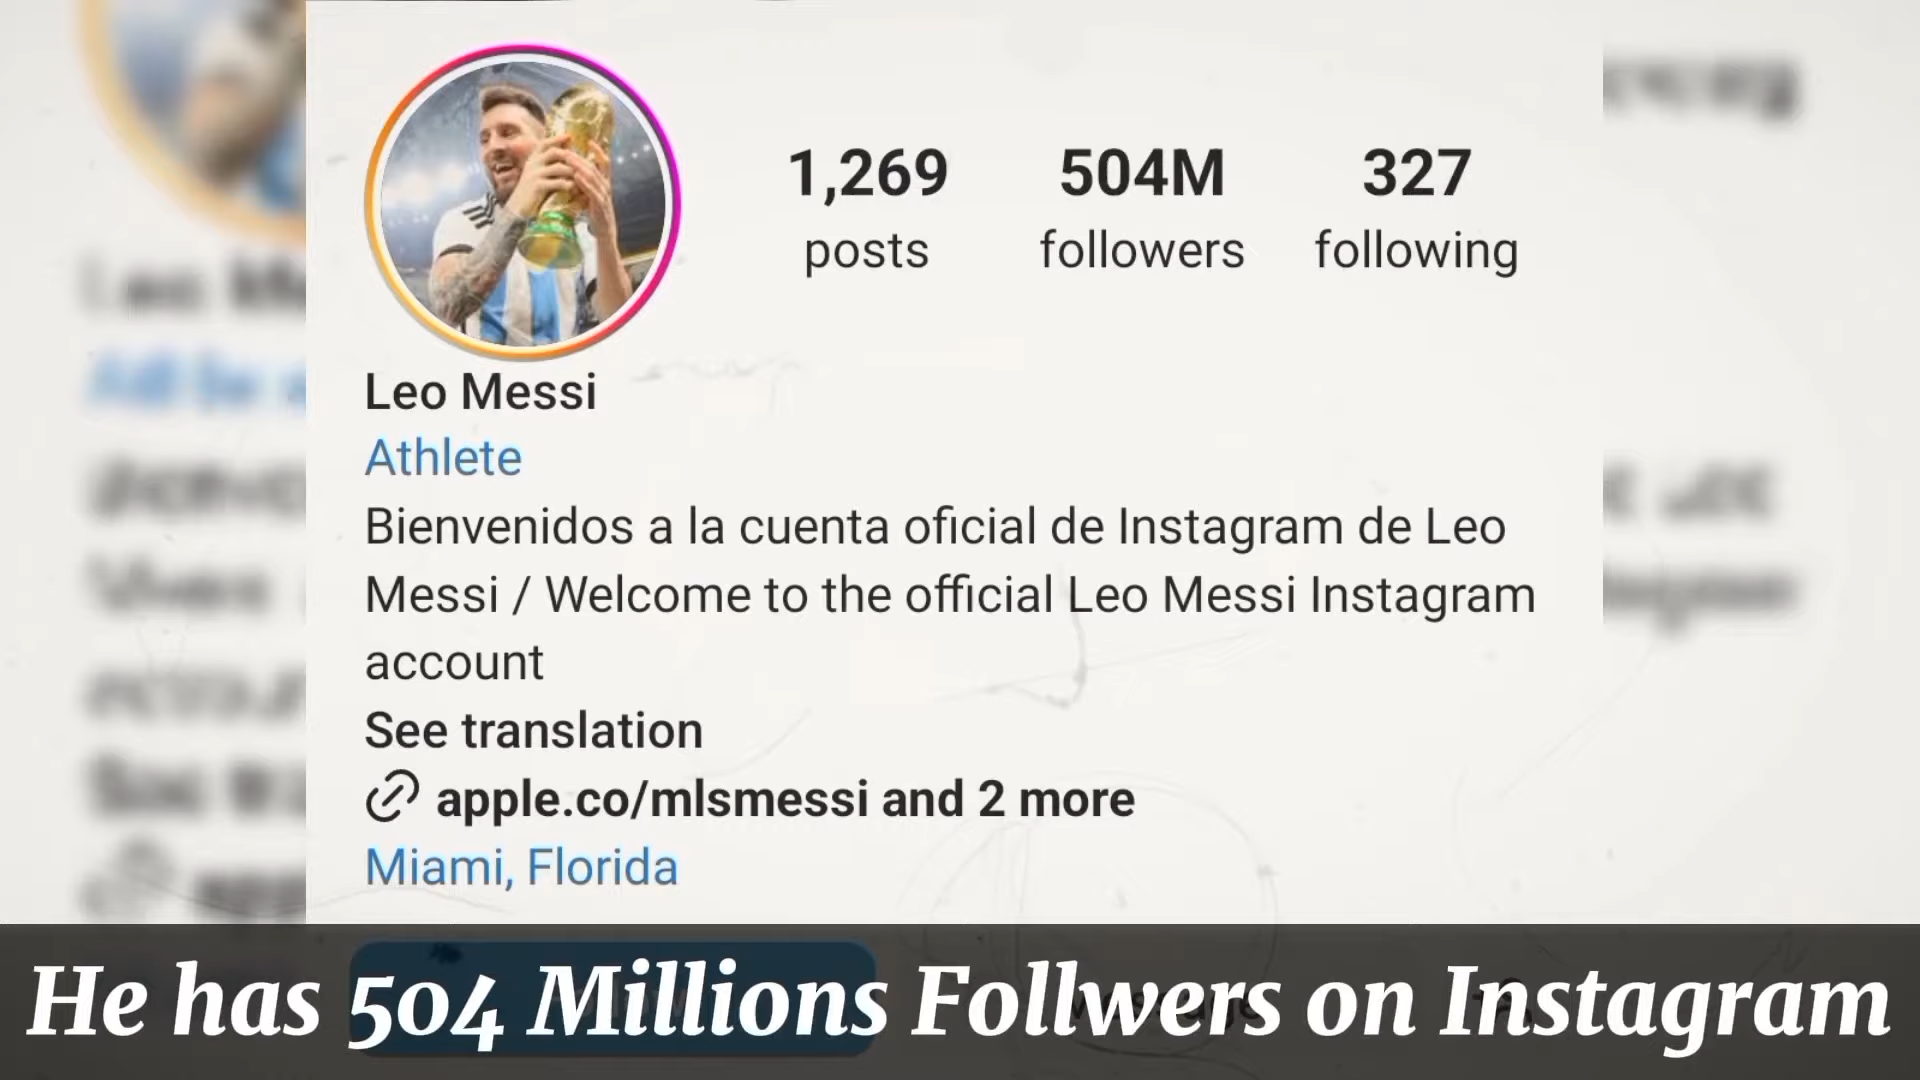 1,269 504M 327
posts followers following
Leo Messi
Athlete
Bienvenidos a la cuenta oficial de Instagram de Leo
Messi / Welcome to the official Leo Messi Instagram
account
See translation
apple.co/mlsmessi and 2 more
Miami, Florida
He has 504 Millions Follwers on Instagram